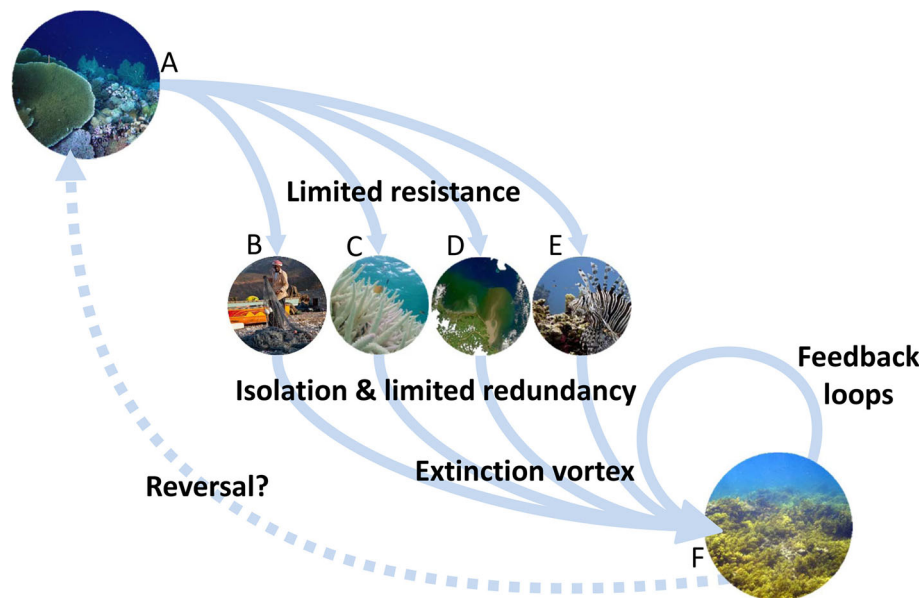 A
Limited resistance
B
C
D
E
Isolation & limited redundancy
Feedback
loops
Extinction vortex
Reversal?
F